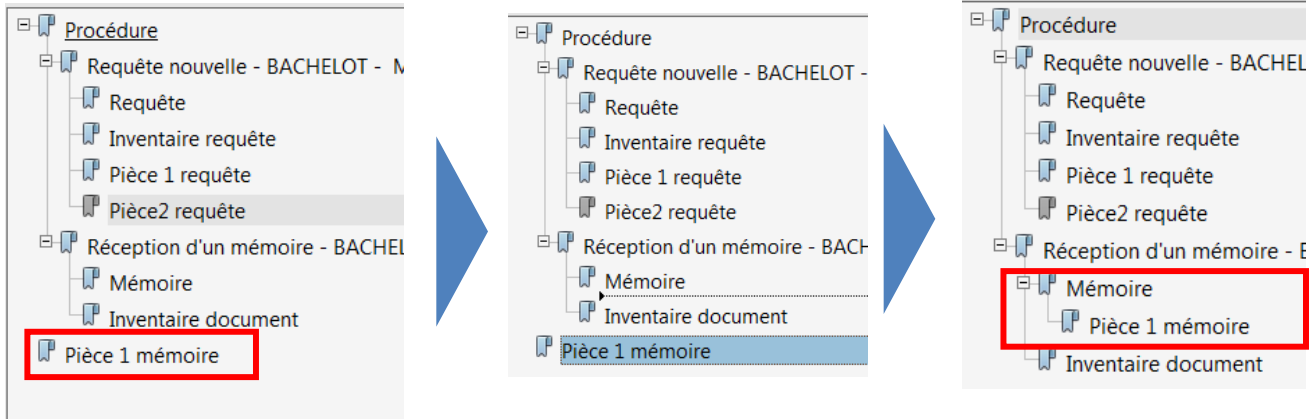 Procédure
Requête nouvelle - BACHELOT - M
Requête
Inventaire requête
Pièce 1 requête
Pièce2 requête
Réception d'un mémoire - BACHEL
Mémoire
Inventaire document
Pièce 1 mémoire
Procédure
Requête nouvelle - BACHELOT -
Requête
Inventaire requête
Pièce 1 requête
Pièce2 requête
Réception d'un mémoire - BACH
Mémoire
Inventaire document
Pièce 1 mémoire
Procédure
Requête nouvelle - BACHEL
Requête
Inventaire requête
Pièce 1 requête
Pièce2 requête
Réception d'un mémoire - B
Mémoire
Pièce 1 mémoire
Inventaire document